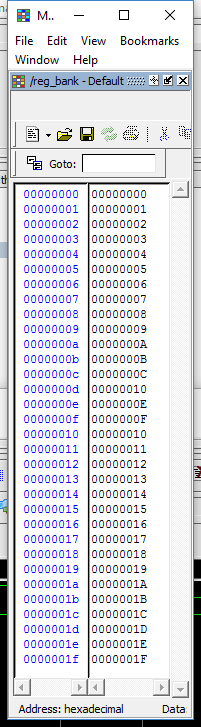 M...
File Edit View Bookmarks
Window Help
/reg_bank - Default
Goto:
00000000 00000000
00000001 00000001
00000002 00000002
00000003 00000003
00000004 00000004
00000005 00000005
00000006 00000006
00000007 00000007
00000008 00000008
00000009 00000009
0000000a 0000000A
0000000b 0000000B
0000000c 0000000C
0000000d 00000010
0000000e 0000000E
0000000f 0000000F
00000010 00000010
00000011 00000011
00000012 00000012
00000013 00000013
00000014 00000014
00000015 00000015
00000016 00000016
00000017 00000017
00000018 00000018
00000019 00000019
0000001a 0000001A
0000001b 0000001B
0000001c 0000001C
0000001d 0000001D
0000001e 0000001E
0000001f 0000001F
Address: hexadecimal Data